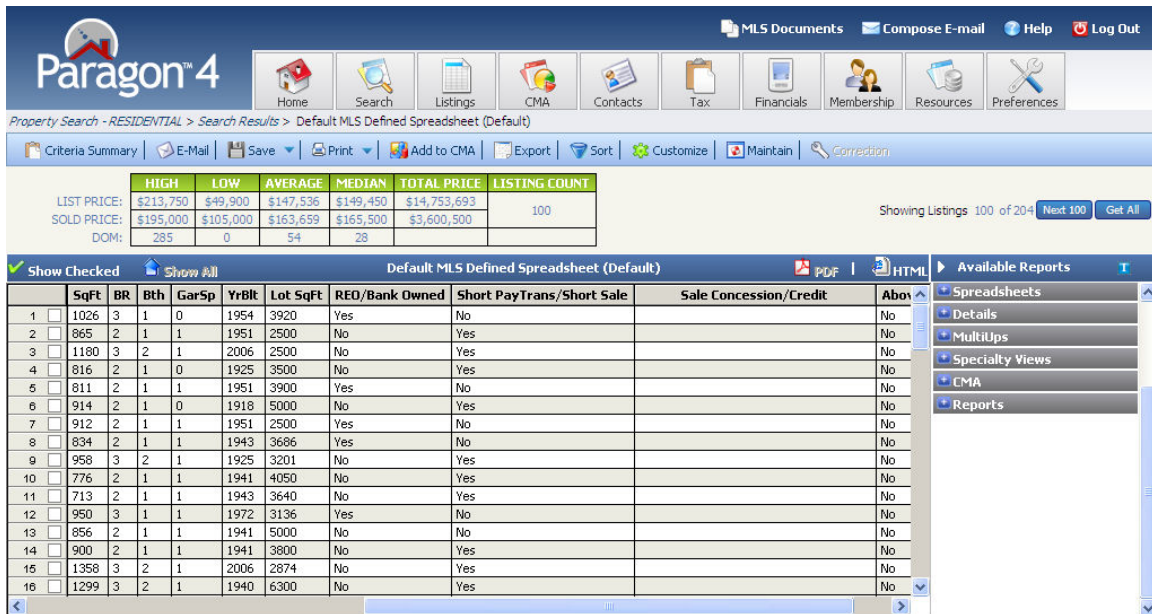 MLS Documents Compose E-mail Help Log Out
Paragon™ 4
Home Search Listings CMA Contacts Tax Financials Membership Resources Preferences
Property Search - RESIDENTIAL > Search Results > Default MLS Defined Spreadsheet (Default)
Criteria Summary E-Mail Save Print Add to CMA Export Sort Customize Maintain Correction
HIGH LOW AVERAGE MEDIAN TOTAL PRICE LISTING COUNT
LIST PRICE: $213,750 $49,900 $147,536 $149,450 $14,753,693 100
SOLD PRICE: $195,000 $105,000 $163,659 $165,500 $3,600,500
DOM: 285 0 54 28
Showing Listings 100 of 204 Next 100 Get All
Show Checked Show All Default MLS Defined Spreadsheet (Default) PDF | HTML
SqFt BR Bth GarSp YrBlt Lot SqFt REO/Bank Owned Short PayTrans/Short Sale Sale Concession/Credit Abov
1 1026 3 1 0 1954 3920 Yes No No
2 865 2 1 1 1951 2500 No Yes No
3 1180 3 2 1 2006 2500 No Yes No
4 816 2 1 0 1925 3500 No Yes No
5 811 2 1 1 1951 3900 Yes No No
6 914 2 1 0 1918 5000 No Yes No
7 912 2 1 1 1951 2500 Yes No No
8 834 2 1 1 1943 3686 Yes No No
9 958 3 2 1 1925 3201 No Yes No
10 776 2 1 1 1941 4050 No Yes No
11 713 2 1 1 1943 3640 No Yes No
12 950 3 1 1 1972 3136 Yes No No
13 856 2 1 1 1941 5000 No No No
14 900 2 1 1 1941 3800 No Yes No
15 1358 3 2 1 2006 2874 No Yes No
16 1299 3 2 1 1940 6300 No Yes No
Available Reports T
Spreadsheets
Details
MultiUps
Specialty Views
CMA
Reports